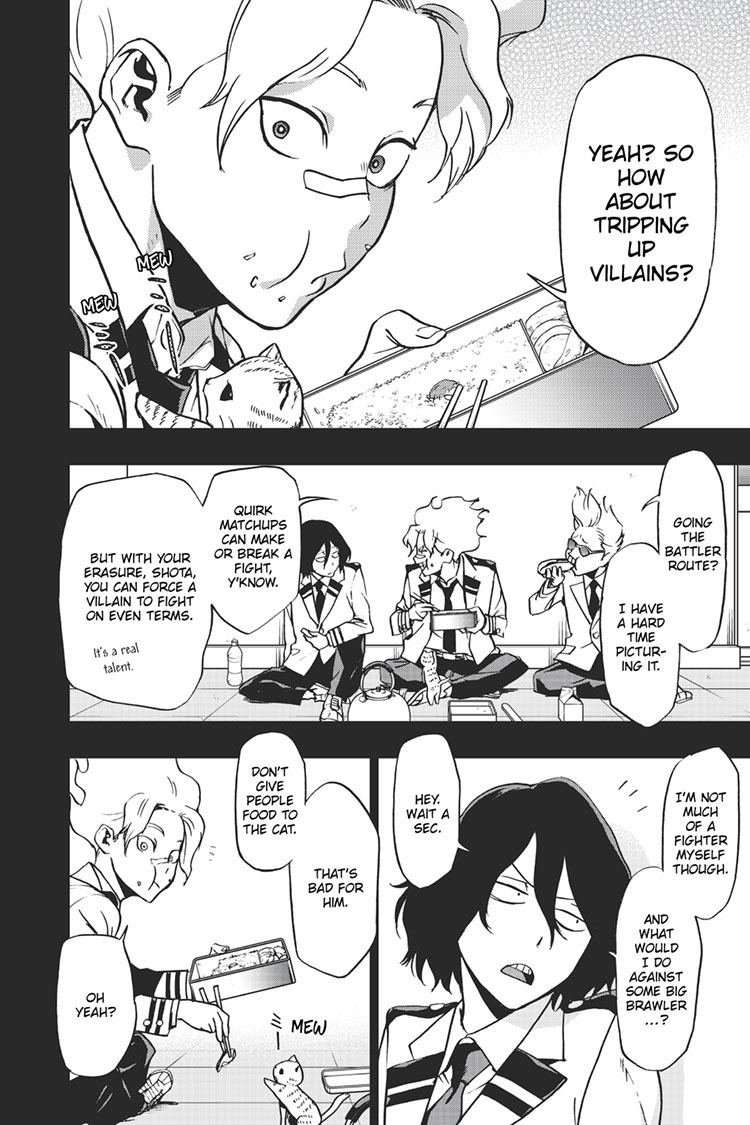 YEAH? SO
HOW
ABOUT
TRIPPING
UP
VILLAINS?
MEW
MEW
GOING
THE
BATTLER
ROUTE?
I HAVE
A HARD
TIME
PICTUR-
ING IT.
QUIRK
MATCHUPS
CAN MAKE
OR BREAK A
FIGHT,
Y'KNOW.
BUT WITH YOUR
ERASURE, SHOTA,
YOU CAN FORCE A
VILLAIN TO FIGHT
ON EVEN TERMS.
It's a real
talent.
I'M NOT
MUCH
OF A
FIGHTER
MYSELF
THOUGH.
AND
WHAT
WOULD
I DO
AGAINST
SOME BIG
BRAWLER
...?
HEY.
WAIT A
SEC.
DON'T
GIVE
PEOPLE
FOOD TO
THE CAT.
THAT'S
BAD FOR
HIM.
OH
YEAH?
MEW